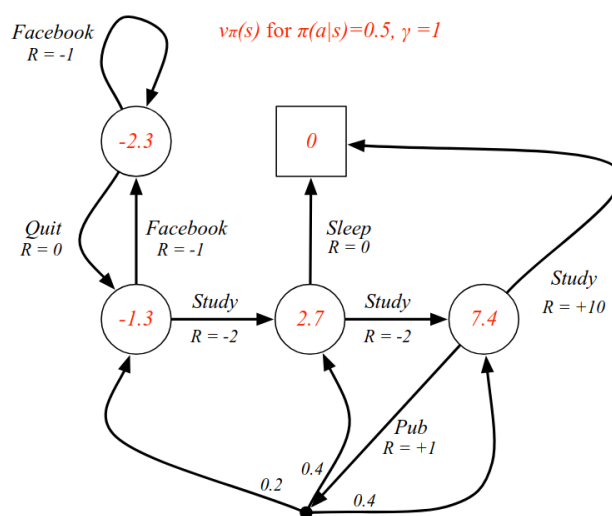 vπ(s) for π(a|s)=0.5, γ =1
Facebook
R = -1
-2.3
0
Quit
R = 0
Facebook
R = -1
Sleep
R = 0
Study
R = +10
-1.3
Study
R = -2
2.7
Study
R = -2
7.4
Pub
R = +1
0.2
0.4
0.4